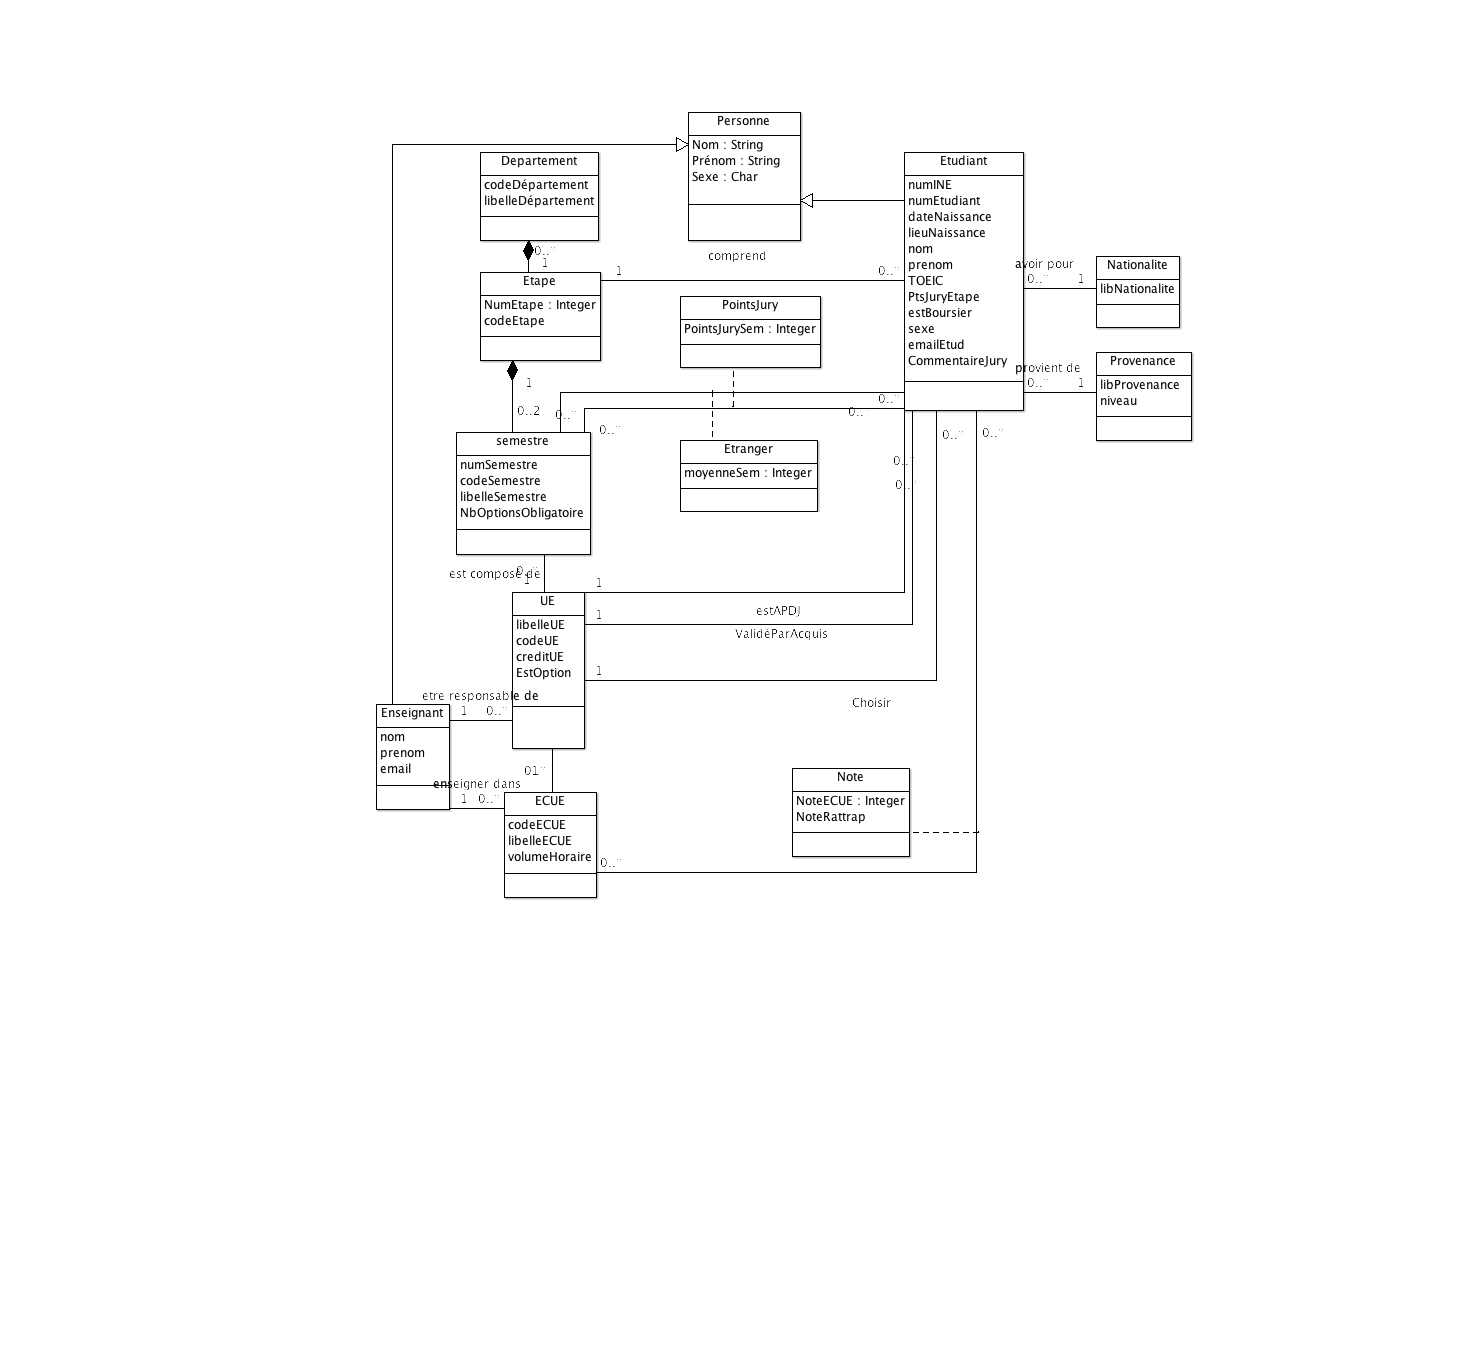 Personne
Nom : String
Prénom : String
Sexe : Char
Departement
codeDépartement
libelleDépartement
0..*
1
Etape
NumEtape : Integer
codeEtape
1
comprend
0..*
Etudiant
numINE
numEtudiant
dateNaissance
lieuNaissance
nom
prenom
TOEIC
PtsJuryEtape
estBoursier
sexe
emailEtud
CommentaireJury
avoir pour
0..*
1
Nationalite
libNationalite
provient de
0..*
1
Provenance
libProvenance
niveau
PointsJury
PointsJurySem : Integer
1
0..2
0..*
0..*
0..*
0..
Etranger
moyenneSem : Integer
semestre
numSemestre
codeSemestre
libelleSemestre
NbOptionsObligatoire
0..*
0..*
0..*
0..*
est composé de
0..*
1
1
UE
libelleUE
codeUE
creditUE
EstOption
1
estAPDJ
ValidéParAcquis
1
Choisir
etre responsable de
1
0..*
Enseignant
nom
prenom
email
enseigner dans
1
0..*
01*
ECUE
codeECUE
libelleECUE
volumeHoraire
0..*
Note
NoteECUE : Integer
NoteRattrap